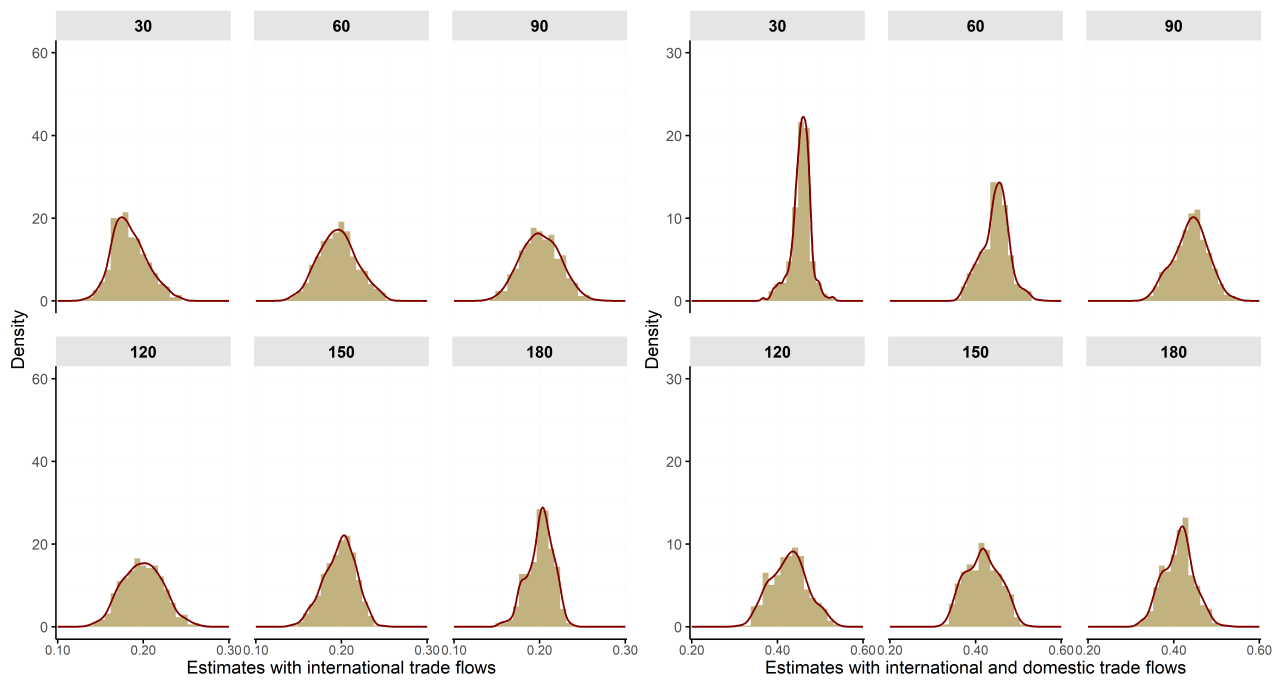 30 60 90
60
40
20
0
Density
120 150 180
60
40
20
0
0.10 0.20 0.30 0.10 0.20 0.30 0.10 0.20 0.30
Estimates with international trade flows
30 60 90
30
20
10
0
Density
120 150 180
30
20
10
0
0.20 0.40 0.60 0.20 0.40 0.60 0.20 0.40 0.60
Estimates with international and domestic trade flows